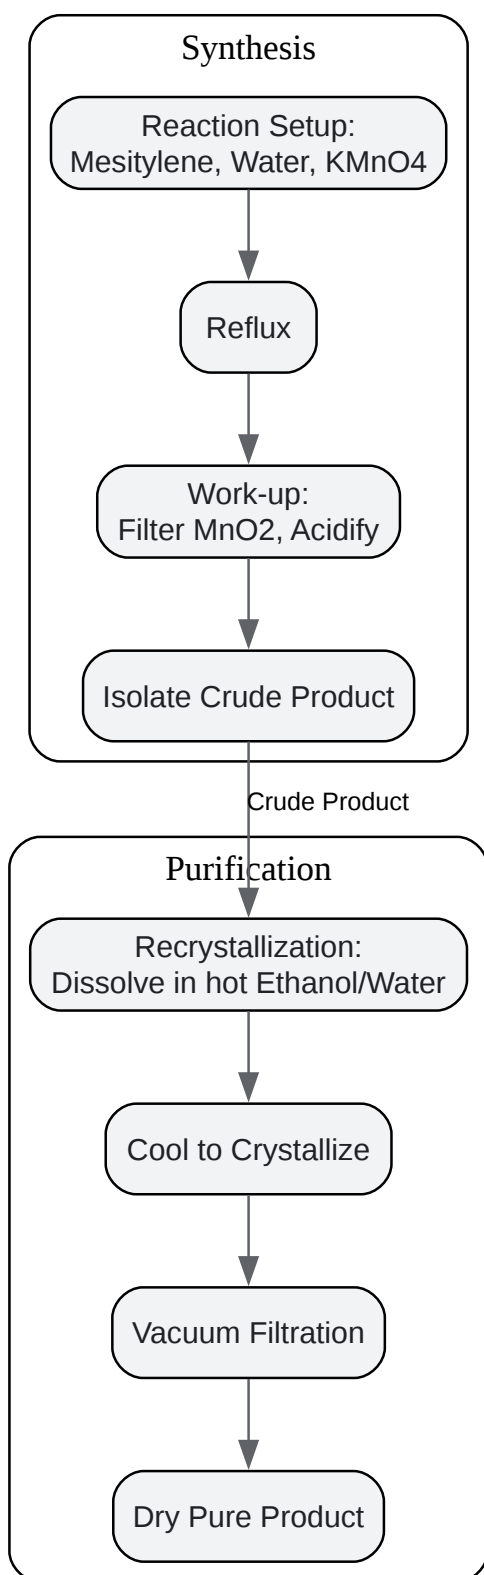 Synthesis
Reaction Setup:
Mesitylene, Water, KMnO4
Reflux
Work-up:
Filter MnO2, Acidify
Isolate Crude Product
Crude Product
Purification
Recrystallization:
Dissolve in hot Ethanol/Water
Cool to Crystallize
Vacuum Filtration
Dry Pure Product